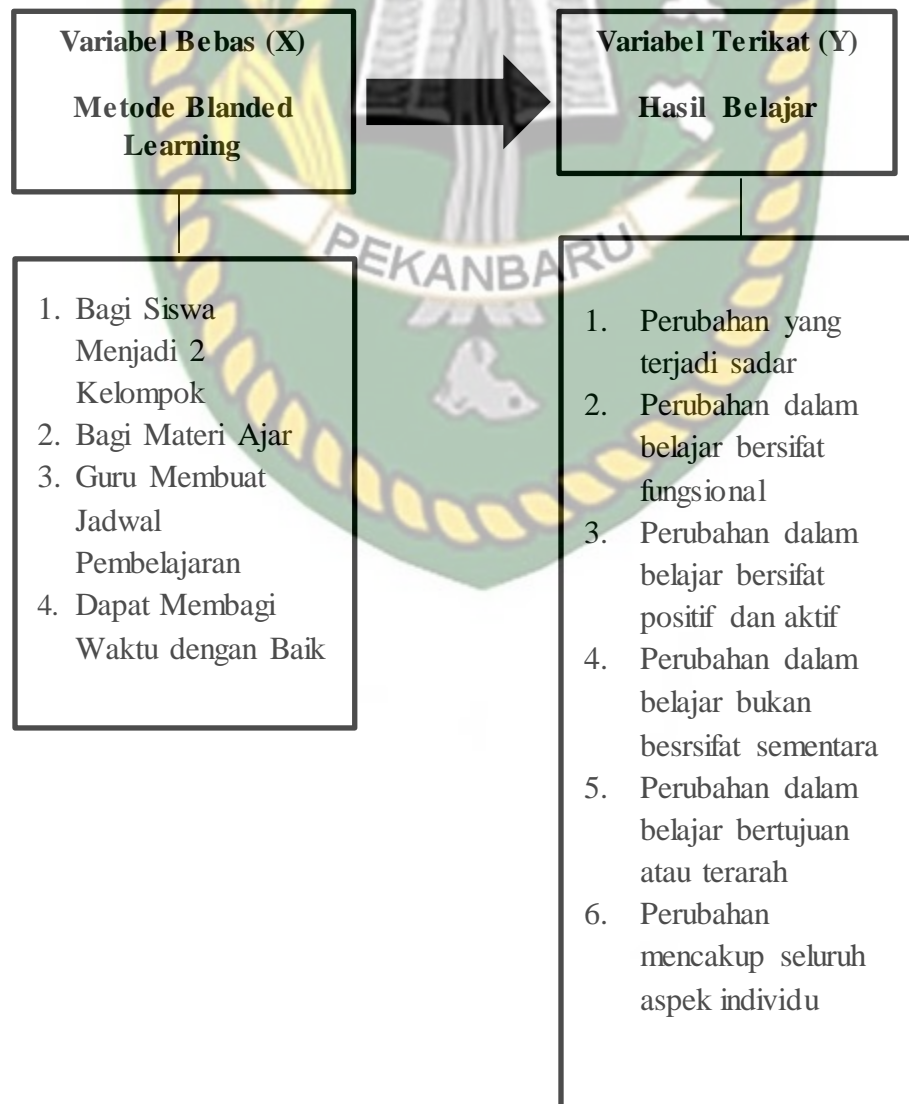 Variabel Bebas (X)
Metode Blanded
Learning
Variabel Terikat (Y)
Hasil Belajar
PEKANBARU
1. Bagi Siswa
Menjadi 2
Kelompok
2. Bagi Materi Ajar
3. Guru Membuat
Jadwal
Pembelajaran
4. Dapat Membagi
Waktu dengan Baik
1. Perubahan yang
terjadi sadar
2. Perubahan dalam
belajar bersifat
fungsional
3. Perubahan dalam
belajar bersifat
positif dan aktif
4. Perubahan dalam
belajar bukan
besrsifat sementara
5. Perubahan dalam
belajar bertujuan
atau terarah
6. Perubahan
mencakup seluruh
aspek individu